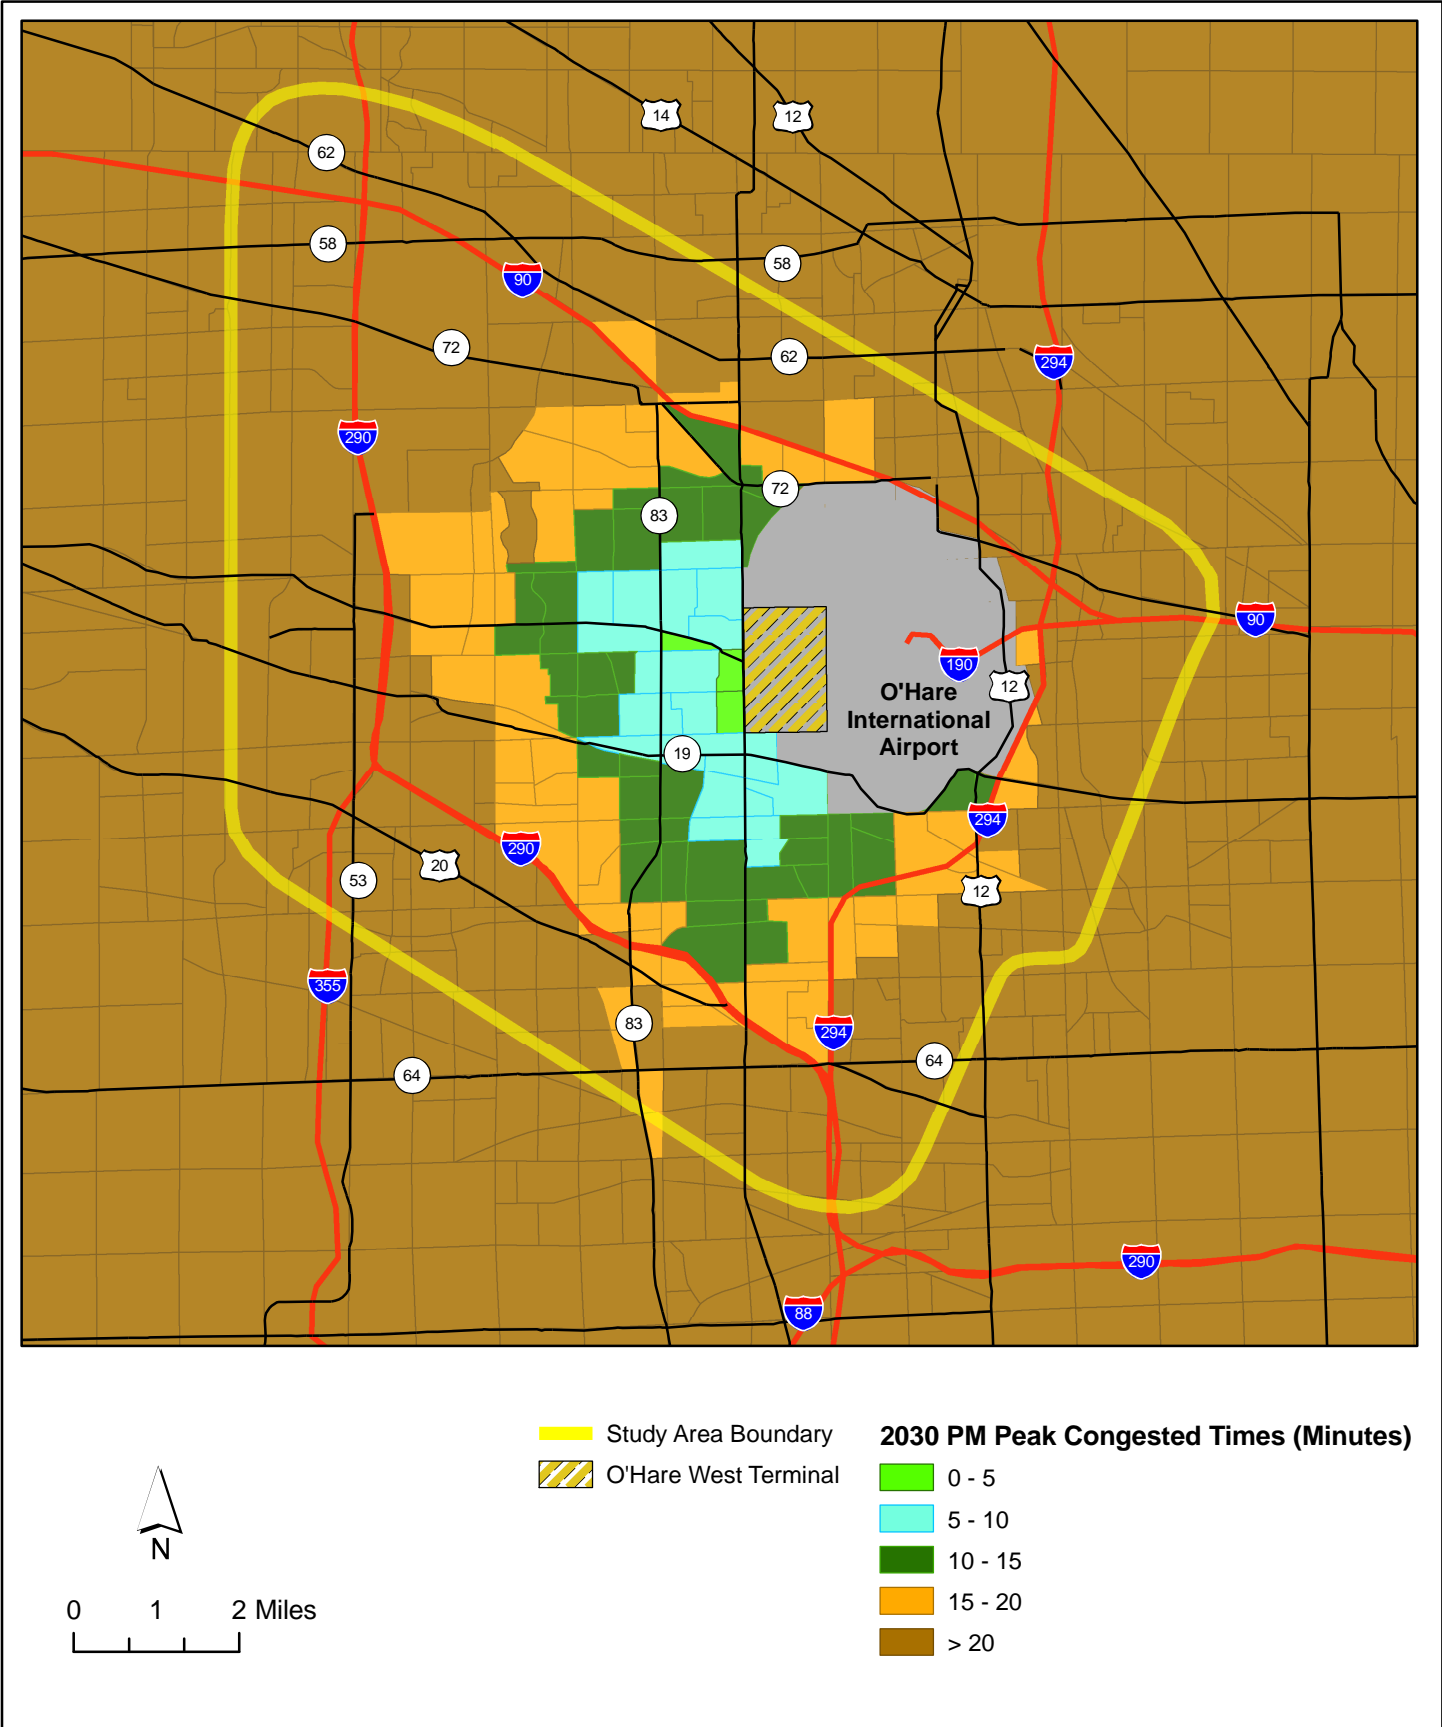 14
12
62
58
58
90
72
62
294
290
72
83
90
190
12
O'Hare
International
Airport
19
294
290
20
53
12
355
83
294
64
64
290
88
Study Area Boundary
O'Hare West Terminal
2030 PM Peak Congested Times (Minutes)
0 - 5
5 - 10
10 - 15
15 - 20
> 20
N
0 1 2 Miles